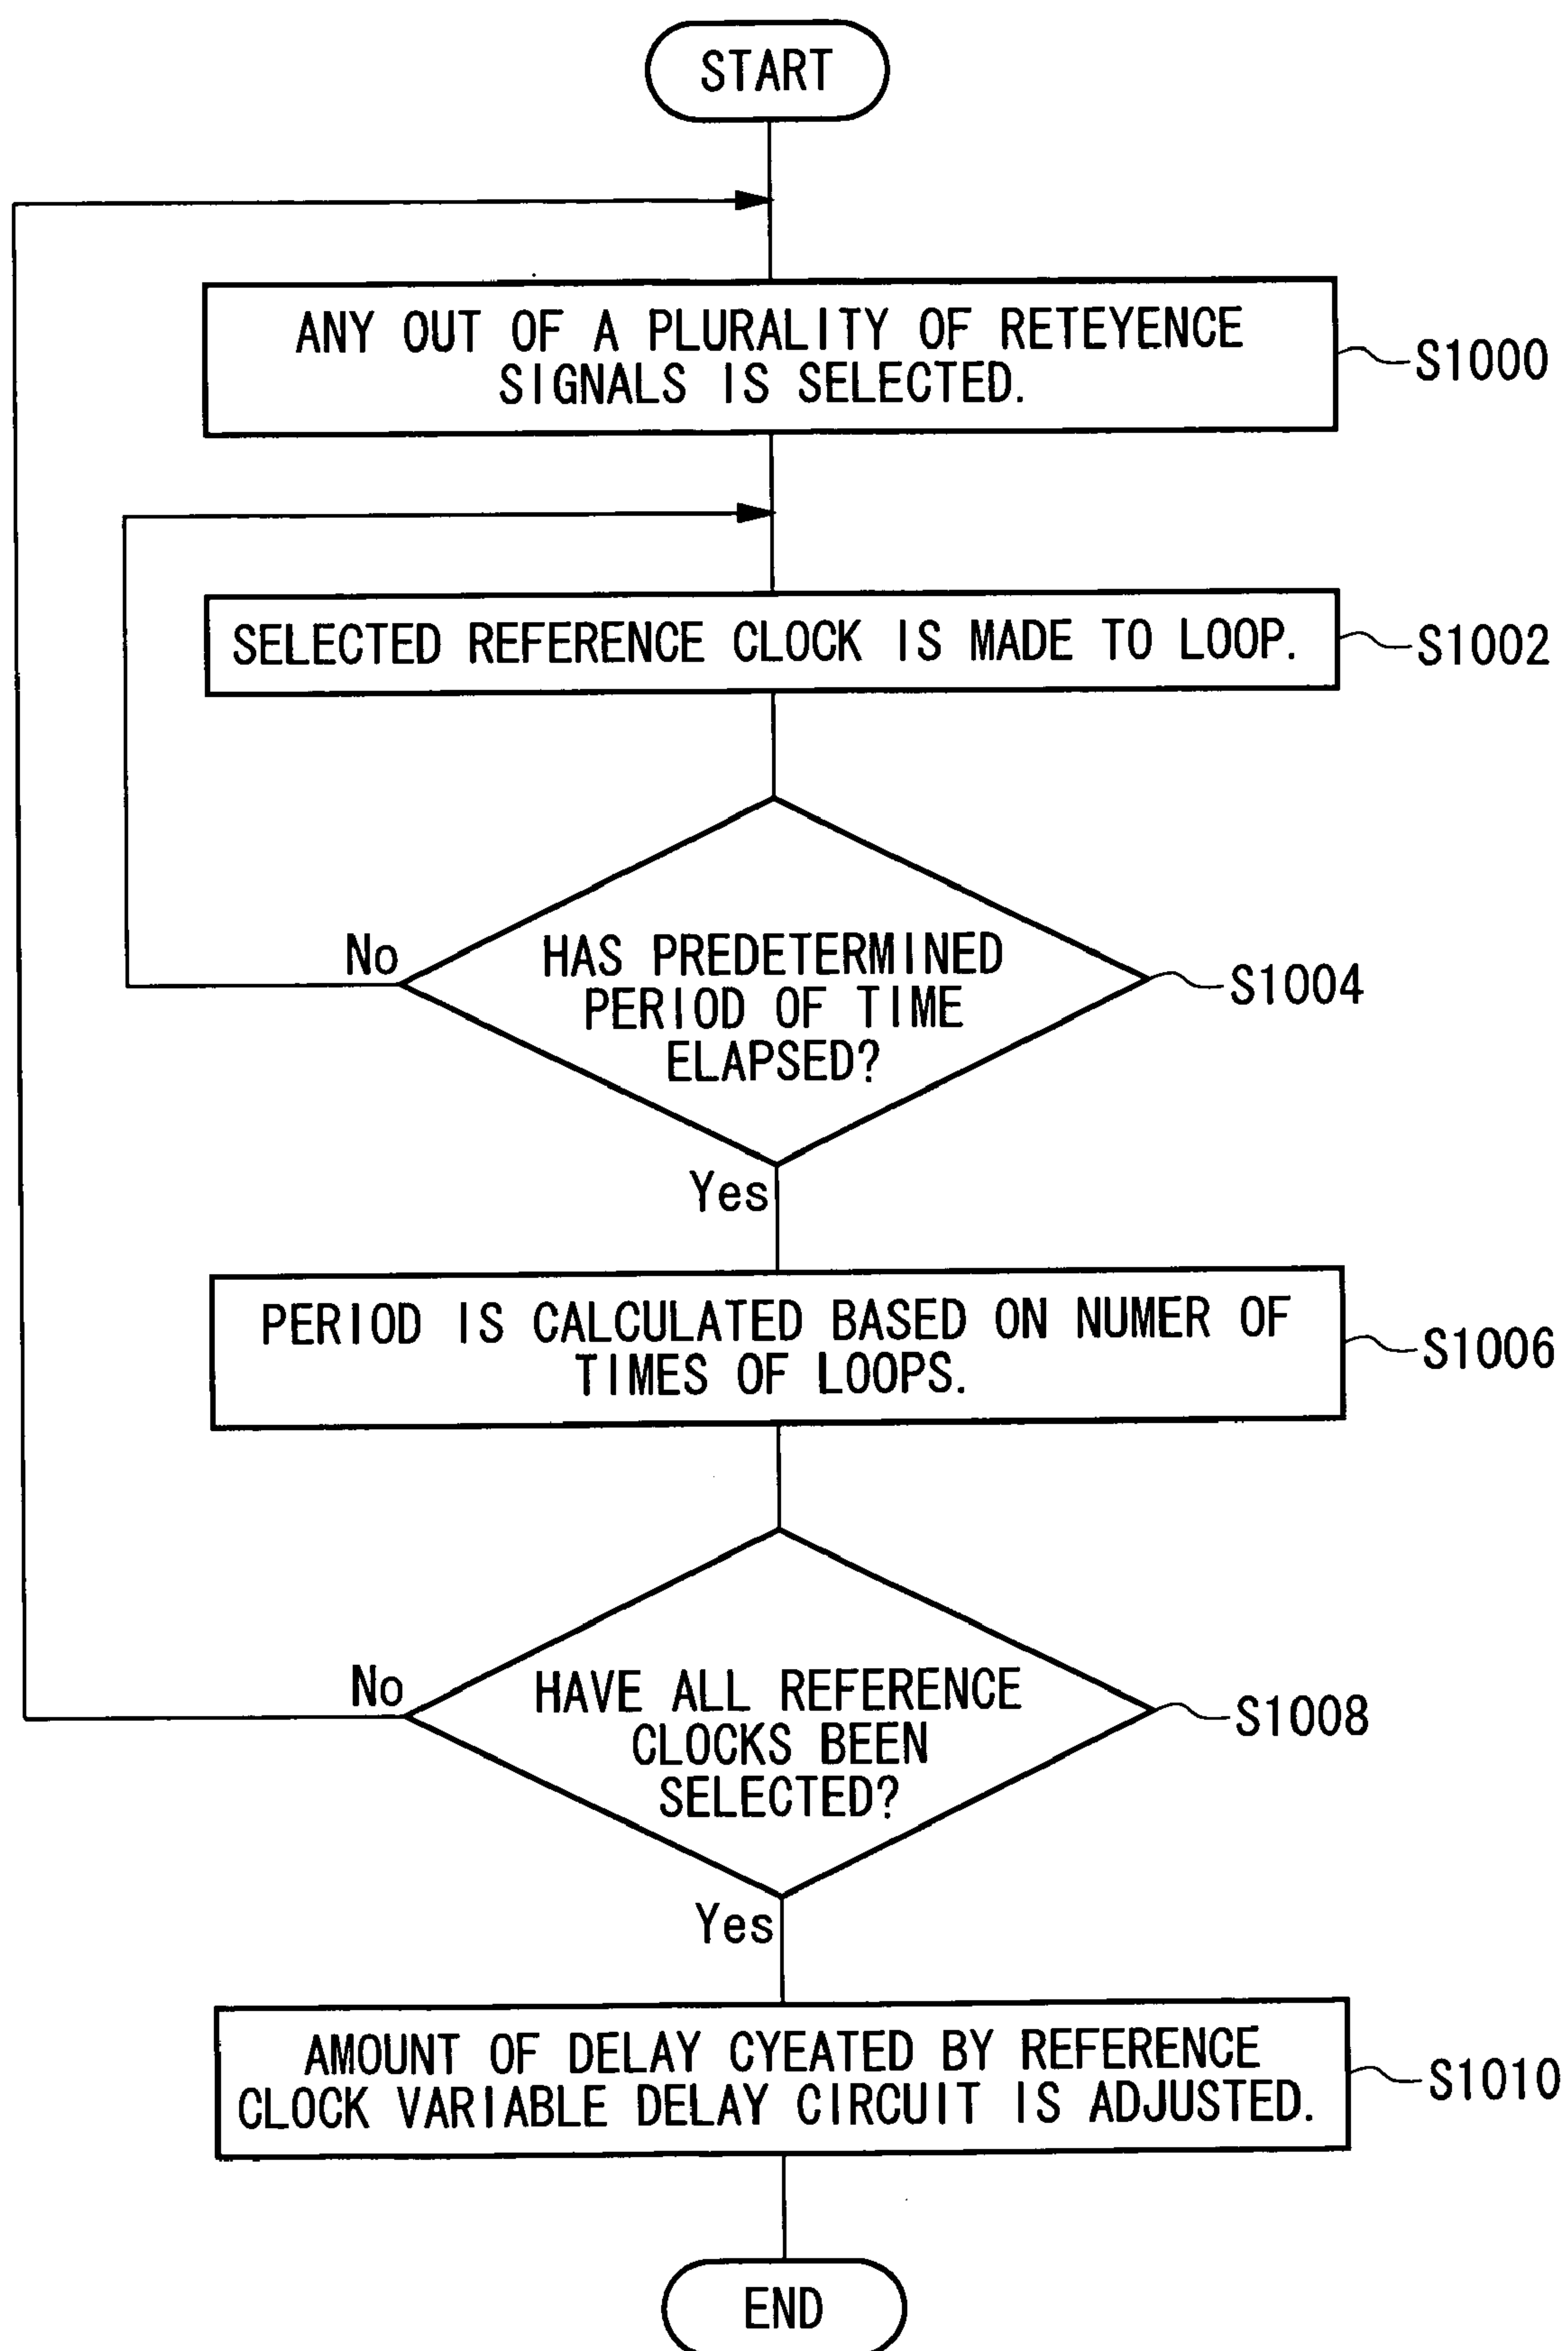 START
ANY OUT OF A PLURALITY OF RETEYENCE
SIGNALS IS SELECTED.
S1000
SELECTED REFERENCE CLOCK IS MADE TO LOOP.
S1002
No
HAS PREDETERMINED
PERIOD OF TIME
ELAPSED?
S1004
Yes
PERIOD IS CALCULATED BASED ON NUMER OF
TIMES OF LOOPS.
S1006
No
HAVE ALL REFERENCE
CLOCKS BEEN
SELECTED?
S1008
Yes
AMOUNT OF DELAY CYEATED BY REFERENCE
CLOCK VARIABLE DELAY CIRCUIT IS ADJUSTED.
S1010
END